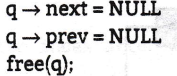 q → next = NULL
q → prev = NULL
free(q);